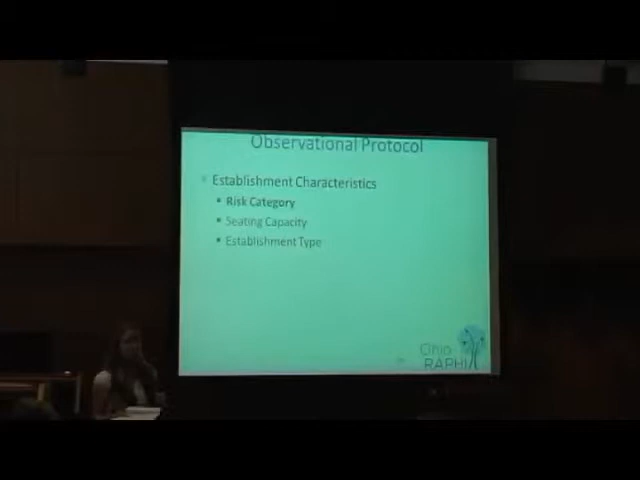 Observational Protocol
Establishment Characteristics
Risk Category
Seating Capacity
Establishment Type
Ohio
RAPHI